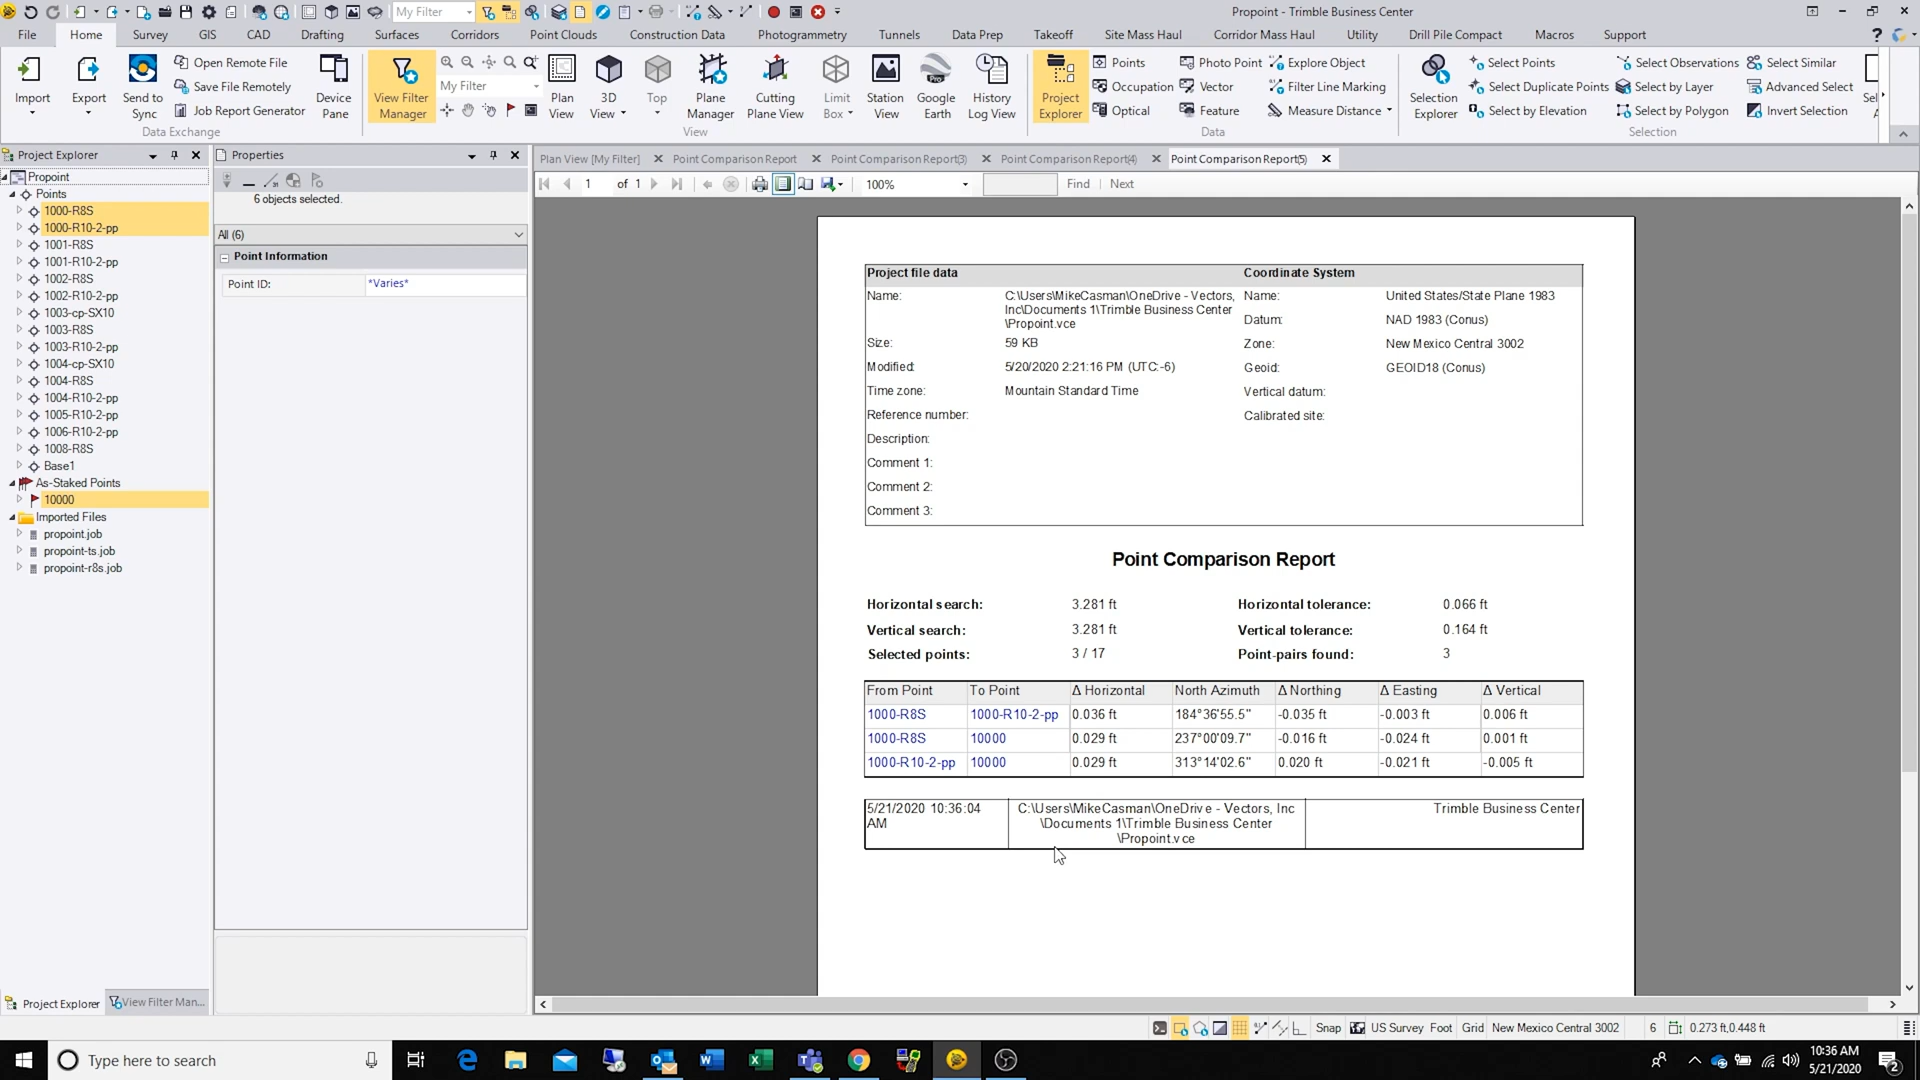 My Filter
Propoint - Trimble Business Center
File Home Survey GIS CAD Drafting Surfaces Corridors Point Clouds Construction Data Photogrammetry Tunnels Data Prep Takeoff Site Mass Haul Corridor Mass Haul Utility Drill Pile Compact Macros Support
Import
Export
Send to Sync
Open Remote File
Save File Remotely
Job Report Generator
Device Pane
Data Exchange
View Filter Manager
My Filter
Plan View
3D View
Top
Plane Manager
Cutting Plane View
Limit Box
Station View
Google Earth
History Log View
View
Project Explorer
Points
Occupation
Optical
Photo Point
Vector
Feature
Explore Object
Filter Line Marking
Measure Distance
Data
Selection Explorer
Select Points
Select Duplicate Points
Select by Elevation
Select Observations
Select by Layer
Select by Polygon
Select Similar
Advanced Select
Invert Selection
Selection
Project Explorer
Propoint
Points
1000-R8S
1000-R10-2-pp
1001-R8S
1001-R10-2-pp
1002-R8S
1002-R10-2-pp
1003-cp-SX10
1003-R8S
1003-R10-2-pp
1004-cp-SX10
1004-R8S
1004-R10-2-pp
1005-R10-2-pp
1006-R10-2-pp
1008-R8S
Base1
As-Staked Points
10000
Imported Files
propoint.job
propoint-ts.job
propoint-r8s.job
Project Explorer View Filter Man...
Properties
6 objects selected.
All (6)
Point Information
Point ID: *Varies*
Plan View [My Filter] Point Comparison Report Point Comparison Report(3) Point Comparison Report(4) Point Comparison Report(5)
1 of 1 100% Find Next
Project file data Coordinate System
Name: C:\Users\MikeCasman\OneDrive - Vectors, Name: United States/State Plane 1983
Inc\Documents 1\Trimble Business Center
\Propoint.vce
Datum: NAD 1983 (Conus)
Size: 59 KB Zone: New Mexico Central 3002
Modified: 5/20/2020 2:21:16 PM (UTC:-6) Geoid: GEOID18 (Conus)
Time zone: Mountain Standard Time Vertical datum:
Reference number: Calibrated site:
Description:
Comment 1:
Comment 2:
Comment 3:
Point Comparison Report
Horizontal search: 3.281 ft Horizontal tolerance: 0.066 ft
Vertical search: 3.281 ft Vertical tolerance: 0.164 ft
Selected points: 3 / 17 Point-pairs found: 3
From Point To Point Δ Horizontal North Azimuth Δ Northing Δ Easting Δ Vertical
1000-R8S 1000-R10-2-pp 0.036 ft 184°36'55.5" -0.035 ft -0.003 ft 0.006 ft
1000-R8S 10000 0.029 ft 237°00'09.7" -0.016 ft -0.024 ft 0.001 ft
1000-R10-2-pp 10000 0.029 ft 313°14'02.6" 0.020 ft -0.021 ft -0.005 ft
5/21/2020 10:36:04 AM
C:\Users\MikeCasman\OneDrive - Vectors, Inc
\Documents 1\Trimble Business Center
\Propoint.vce
Trimble Business Center
Snap US Survey Foot Grid New Mexico Central 3002 6 0.273 ft,0.448 ft
Type here to search
10:36 AM
5/21/2020
2